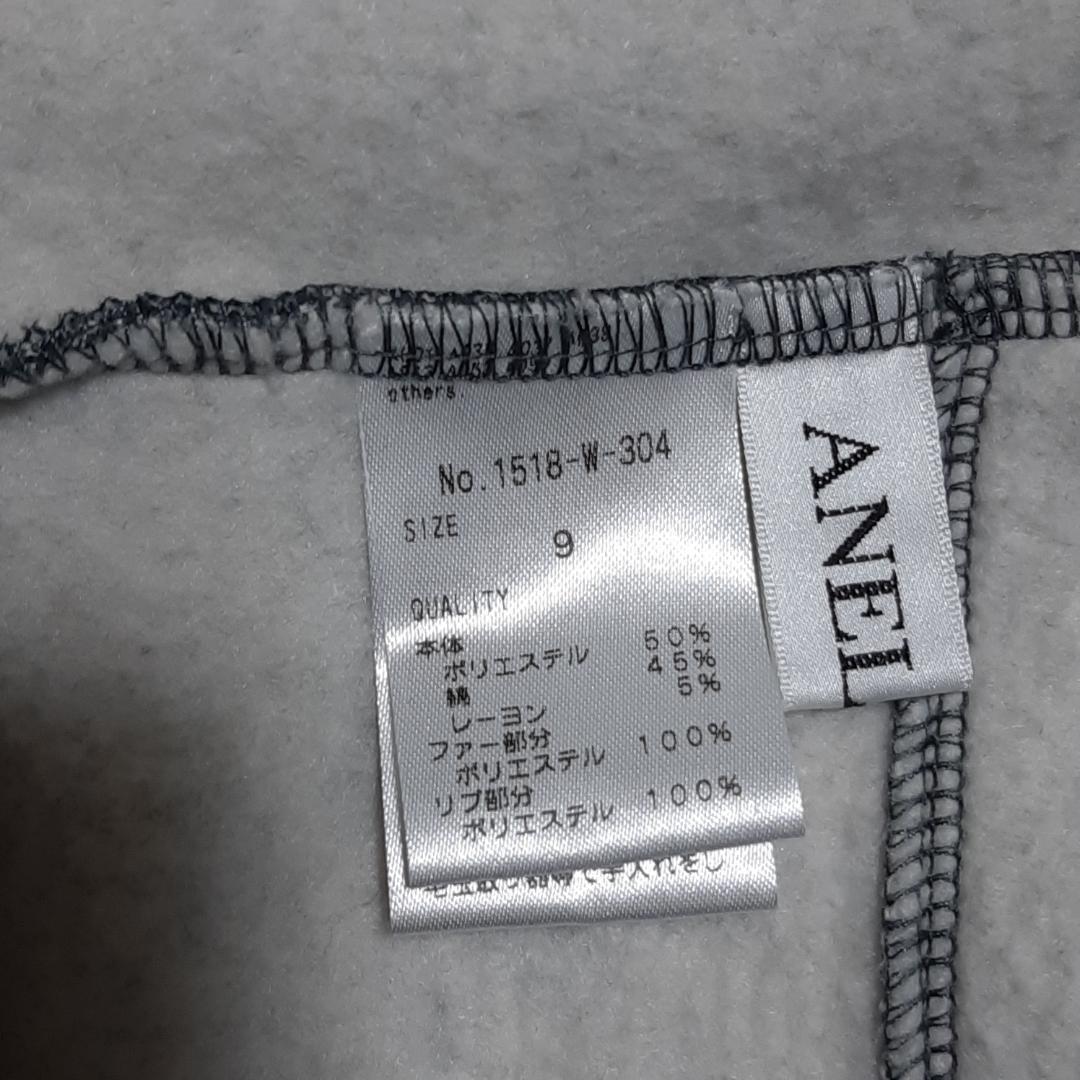 others.
No.1518-W-304
SIZE
9
QUALITY
本体
ポリエステル 50%
綿 45%
レーヨン 5%
ファー部分
ポリエステル 100%
リブ部分
ポリエステル 100%
ANEL